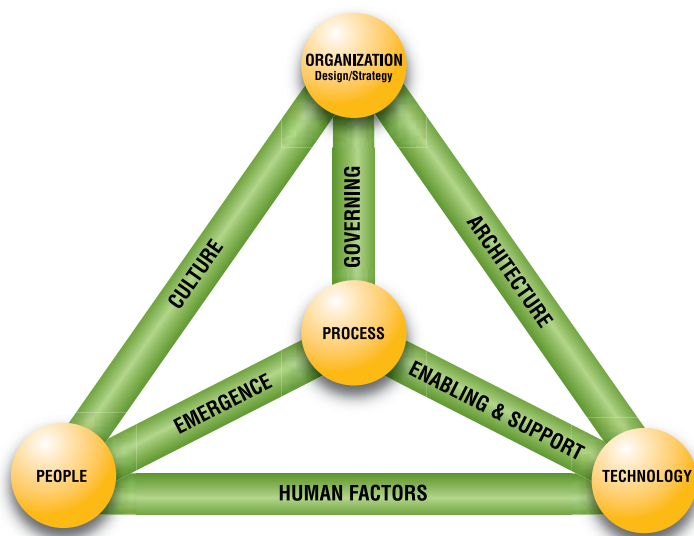 ORGANIZATION
Design/Strategy
GOVERNING
CULTURE
ARCHITECTURE
PROCESS
EMERGENCE
ENABLING & SUPPORT
PEOPLE
TECHNOLOGY
HUMAN FACTORS